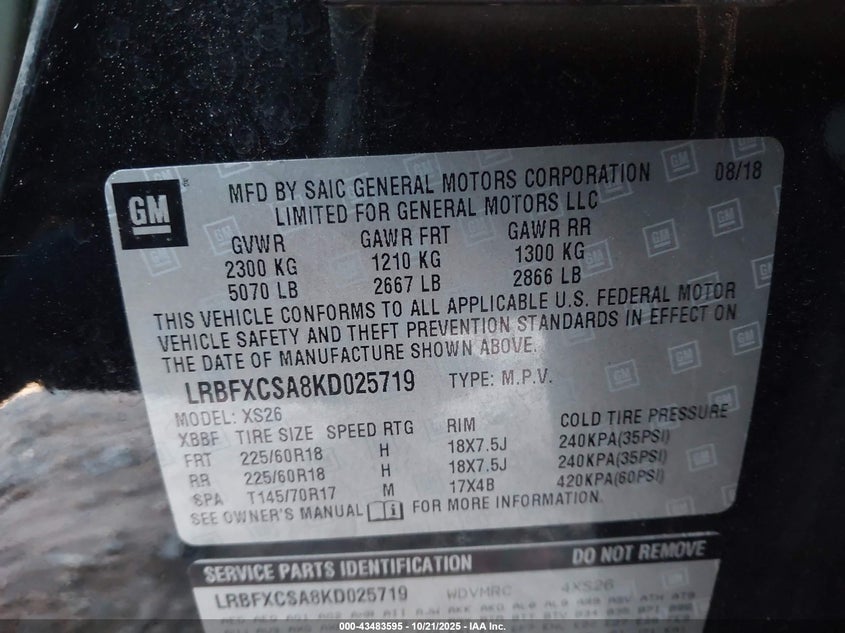 GM
MFD BY SAIC GENERAL MOTORS CORPORATION 08/18
LIMITED FOR GENERAL MOTORS LLC
GVWR GAWR FRT GAWR RR
2300 KG 1210 KG 1300 KG
5070 LB 2667 LB 2866 LB
THIS VEHICLE CONFORMS TO ALL APPLICABLE U.S. FEDERAL MOTOR
VEHICLE SAFETY AND THEFT PREVENTION STANDARDS IN EFFECT ON
THE DATE OF MANUFACTURE SHOWN ABOVE.
LRBFXCSA8KD025719 TYPE: M.P.V.
MODEL: XS26
XBBF TIRE SIZE SPEED RTG RIM COLD TIRE PRESSURE
FRT 225/60R18 H 18X7.5J 240KPA(35PSI)
RR 225/60R18 H 18X7.5J 240KPA(35PSI)
SPA T145/70R17 M 17X4B 420KPA(60PSI)
SEE OWNER'S MANUAL FOR MORE INFORMATION.
SERVICE PARTS IDENTIFICATION DO NOT REMOVE
LRBFXCSA8KD025719 WDVMRC 4XS26
000-43483595 - 10/21/2025 - IAA Inc.